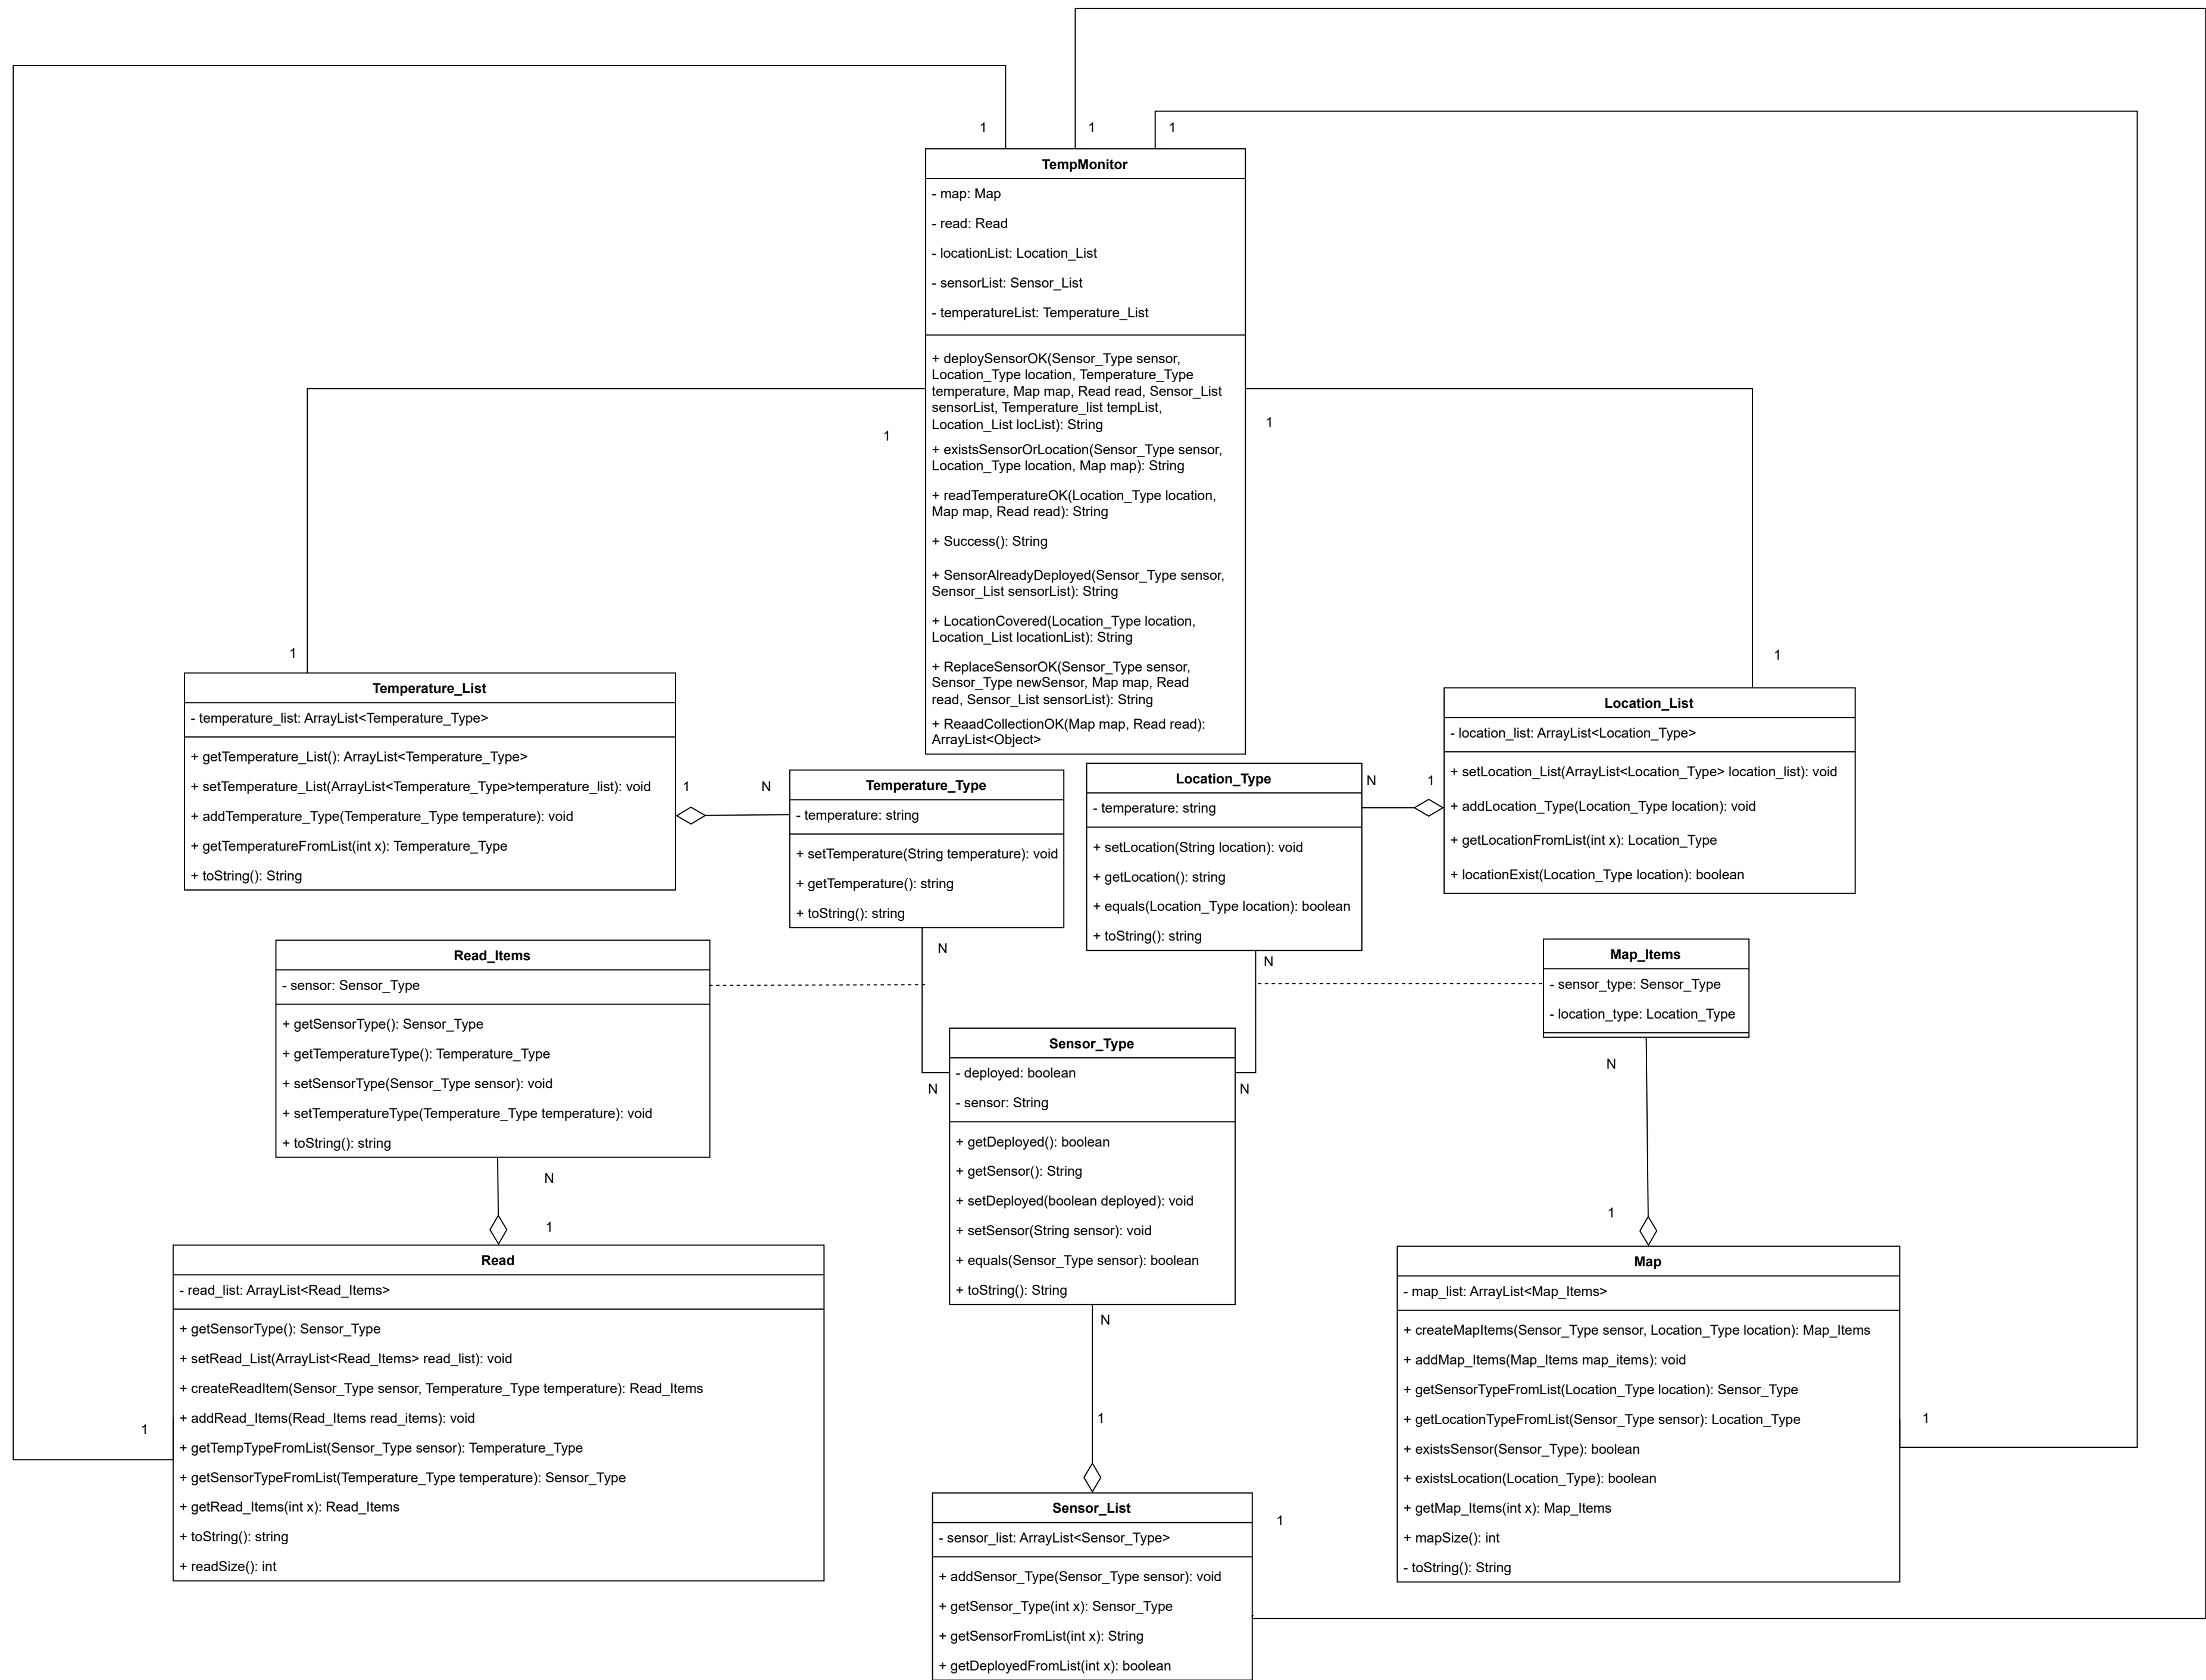 1
1
1
TempMonitor
- map: Map
- read: Read
- locationList: Location_List
- sensorList: Sensor_List
- temperatureList: Temperature_List
+ deploySensorOK(Sensor_Type sensor,
Location_Type location, Temperature_Type
temperature, Map map, Read read, Sensor_List
sensorList, Temperature_list tempList,
Location_List locList): String
+ existsSensorOrLocation(Sensor_Type sensor,
Location_Type location, Map map): String
+ readTemperatureOK(Location_Type location,
Map map, Read read): String
+ Success(): String
+ SensorAlreadyDeployed(Sensor_Type sensor,
Sensor_List sensorList): String
+ LocationCovered(Location_Type location,
Location_List locationList): String
+ ReplaceSensorOK(Sensor_Type sensor,
Sensor_Type newSensor, Map map, Read
read, Sensor_List sensorList): String
+ ReaadCollectionOK(Map map, Read read):
ArrayList<Object>
1
1
1
1
Temperature_List
- temperature_list: ArrayList<Temperature_Type>
+ getTemperature_List(): ArrayList<Temperature_Type>
+ setTemperature_List(ArrayList<Temperature_Type>temperature_list): void
+ addTemperature_Type(Temperature_Type temperature): void
+ getTemperatureFromList(int x): Temperature_Type
+ toString(): String
1
N
Temperature_Type
- temperature: string
+ setTemperature(String temperature): void
+ getTemperature(): string
+ toString(): string
Location_Type
- temperature: string
+ setLocation(String location): void
+ getLocation(): string
+ equals(Location_Type location): boolean
+ toString(): string
N
1
Location_List
- location_list: ArrayList<Location_Type>
+ setLocation_List(ArrayList<Location_Type> location_list): void
+ addLocation_Type(Location_Type location): void
+ getLocationFromList(int x): Location_Type
+ locationExist(Location_Type location): boolean
Read_Items
- sensor: Sensor_Type
+ getSensorType(): Sensor_Type
+ getTemperatureType(): Temperature_Type
+ setSensorType(Sensor_Type sensor): void
+ setTemperatureType(Temperature_Type temperature): void
+ toString(): string
N
N
Map_Items
- sensor_type: Sensor_Type
- location_type: Location_Type
Sensor_Type
- deployed: boolean
- sensor: String
+ getDeployed(): boolean
+ getSensor(): String
+ setDeployed(boolean deployed): void
+ setSensor(String sensor): void
+ equals(Sensor_Type sensor): boolean
+ toString(): String
N
N
N
N
1
1
Read
- read_list: ArrayList<Read_Items>
+ getSensorType(): Sensor_Type
+ setRead_List(ArrayList<Read_Items> read_list): void
+ createReadItem(Sensor_Type sensor, Temperature_Type temperature): Read_Items
+ addRead_Items(Read_Items read_items): void
+ getTempTypeFromList(Sensor_Type sensor): Temperature_Type
+ getSensorTypeFromList(Temperature_Type temperature): Sensor_Type
+ getRead_Items(int x): Read_Items
+ toString(): string
+ readSize(): int
1
N
1
Map
- map_list: ArrayList<Map_Items>
+ createMapItems(Sensor_Type sensor, Location_Type location): Map_Items
+ addMap_Items(Map_Items map_items): void
+ getSensorTypeFromList(Location_Type location): Sensor_Type
+ getLocationTypeFromList(Sensor_Type sensor): Location_Type
+ existsSensor(Sensor_Type): boolean
+ existsLocation(Location_Type): boolean
+ getMap_Items(int x): Map_Items
+ mapSize(): int
- toString(): String
1
Sensor_List
- sensor_list: ArrayList<Sensor_Type>
+ addSensor_Type(Sensor_Type sensor): void
+ getSensor_Type(int x): Sensor_Type
+ getSensorFromList(int x): String
+ getDeployedFromList(int x): boolean
1